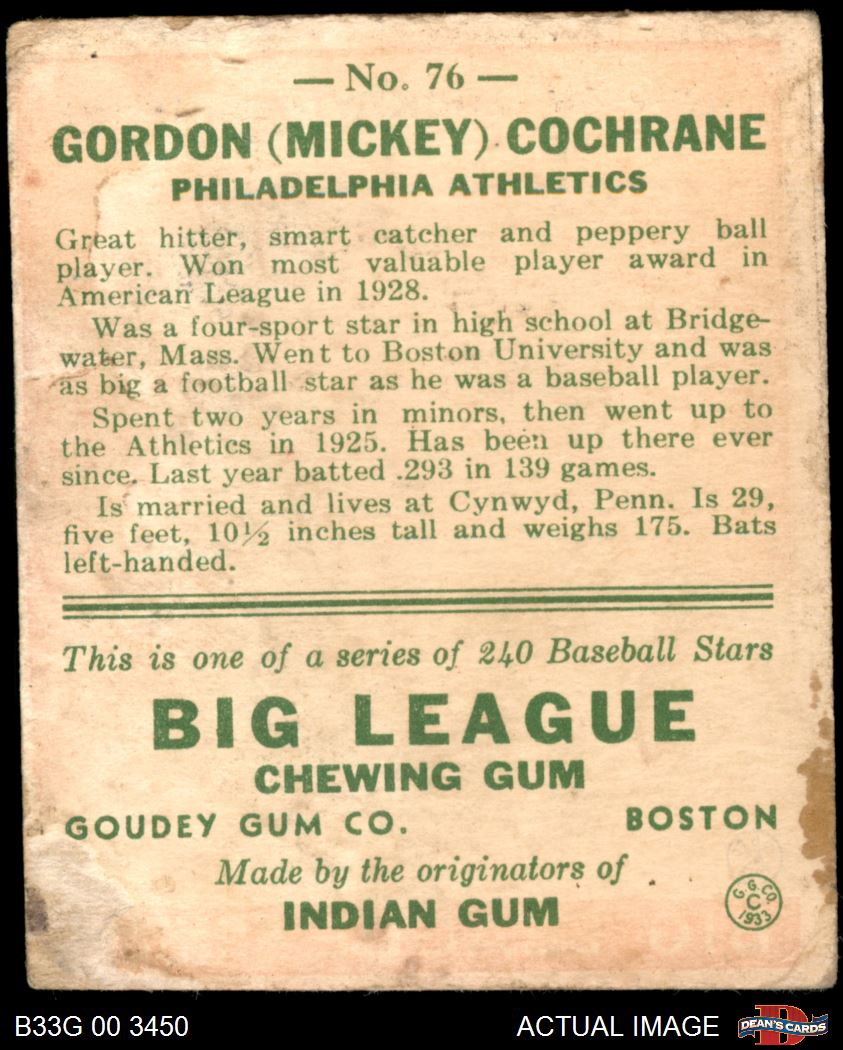 — No. 76 —
GORDON (MICKEY) COCHRANE
PHILADELPHIA ATHLETICS
Great hitter, smart catcher and peppery ball
player. Won most valuable player award in
American League in 1928.
Was a four-sport star in high school at Bridge-
water, Mass. Went to Boston University and was
as big a football star as he was a baseball player.
Spent two years in minors, then went up to
the Athletics in 1925. Has been up there ever
since. Last year batted .293 in 139 games.
Is married and lives at Cynwyd, Penn. Is 29,
five feet, 10½ inches tall and weighs 175. Bats
left-handed.
This is one of a series of 240 Baseball Stars
BIG LEAGUE
CHEWING GUM
GOUDEY GUM CO. BOSTON
Made by the originators of
INDIAN GUM
G. G. CO.
C
1933
B33G 00 3450 ACTUAL IMAGE D DEAN'S CARDS